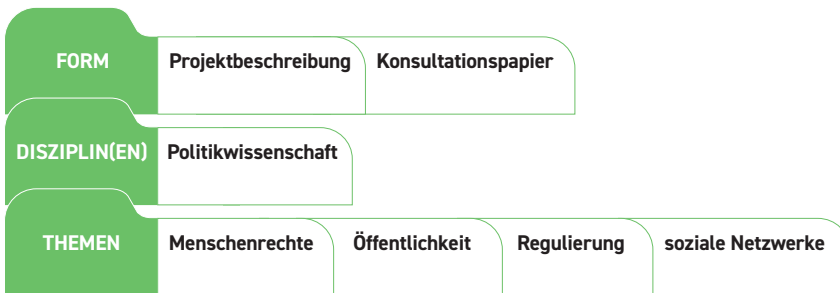 FORM Projektbeschreibung Konsultationspapier
DISZIPLIN(EN) Politikwissenschaft
THEMEN Menschenrechte Öffentlichkeit Regulierung soziale Netzwerke